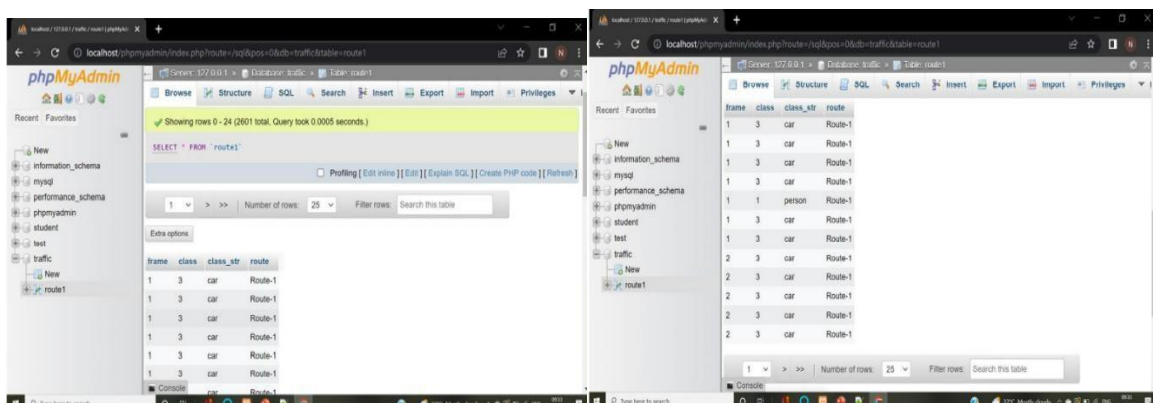 localhost / 127.0.0.1 / traffic / route1 | phpMyAdmin
localhost/phpmyadmin/index.php?route=/sql&pos=0&db=traffic&table=route1
phpMyAdmin
Recent Favorites
New
information_schema
mysql
performance_schema
phpmyadmin
student
test
traffic
New
route1
Server: 127.0.0.1 » Database: traffic » Table: route1
Browse Structure SQL Search Insert Export Import Privileges
Showing rows 0 - 24 (2601 total, Query took 0.0005 seconds.)
SELECT * FROM `route1`
Profiling [ Edit inline ] [ Edit ] [ Explain SQL ] [ Create PHP code ] [ Refresh ]
1 > >> Number of rows: 25 Filter rows: Search this table
Extra options
frame class class_str route
1 3 car Route-1
1 3 car Route-1
1 3 car Route-1
1 3 car Route-1
1 3 car Route-1
1 3 car Route-1
car Route-1
Console
Type here to search
localhost / 127.0.0.1 / traffic / route1 | phpMyAdmin
localhost/phpmyadmin/index.php?route=/sql&pos=0&db=traffic&table=route1
phpMyAdmin
Recent Favorites
New
information_schema
mysql
performance_schema
phpmyadmin
student
test
traffic
New
route1
Server: 127.0.0.1 » Database: traffic » Table: route1
Browse Structure SQL Search Insert Export Import Privileges
frame class class_str route
1 3 car Route-1
1 3 car Route-1
1 3 car Route-1
1 3 car Route-1
1 1 person Route-1
1 3 car Route-1
1 3 car Route-1
2 3 car Route-1
2 3 car Route-1
2 3 car Route-1
2 3 car Route-1
2 3 car Route-1
1 > >> Number of rows: 25 Filter rows: Search this table
Console
Type here to search